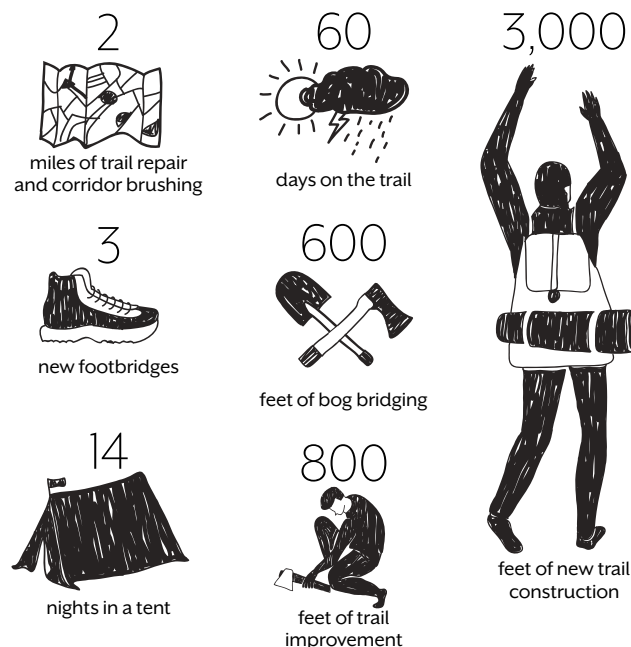 2
miles of trail repair
and corridor brushing
60
days on the trail
3,000
feet of new trail
construction
3
new footbridges
600
feet of bog bridging
14
nights in a tent
800
feet of trail
improvement